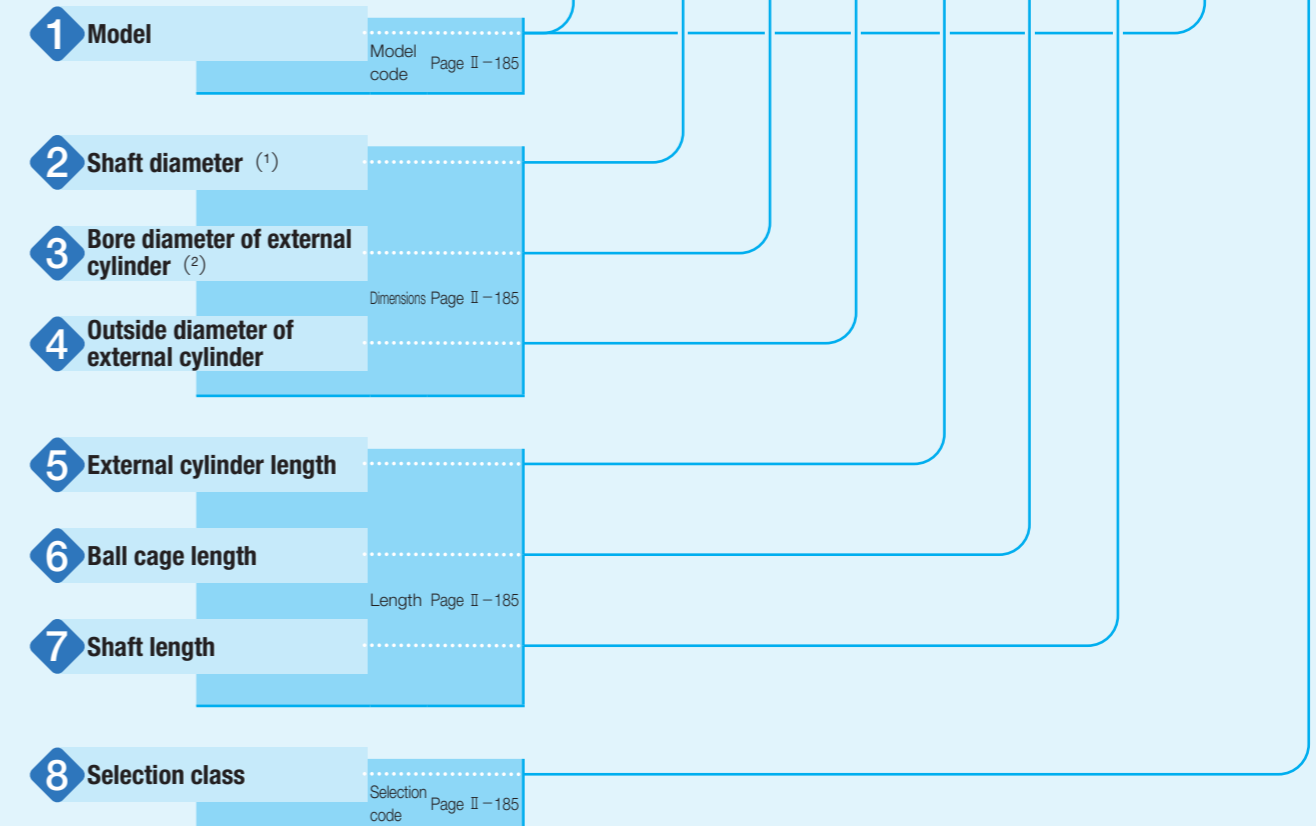 1 Model
Model
code
Page Ⅱ－185
2 Shaft diameter (¹)
3 Bore diameter of external
cylinder (²)
Dimensions Page Ⅱ－185
4 Outside diameter of
external cylinder
5 External cylinder length
6 Ball cage length
Length Page Ⅱ－185
7 Shaft length
8 Selection class
Selection
code
Page Ⅱ－185